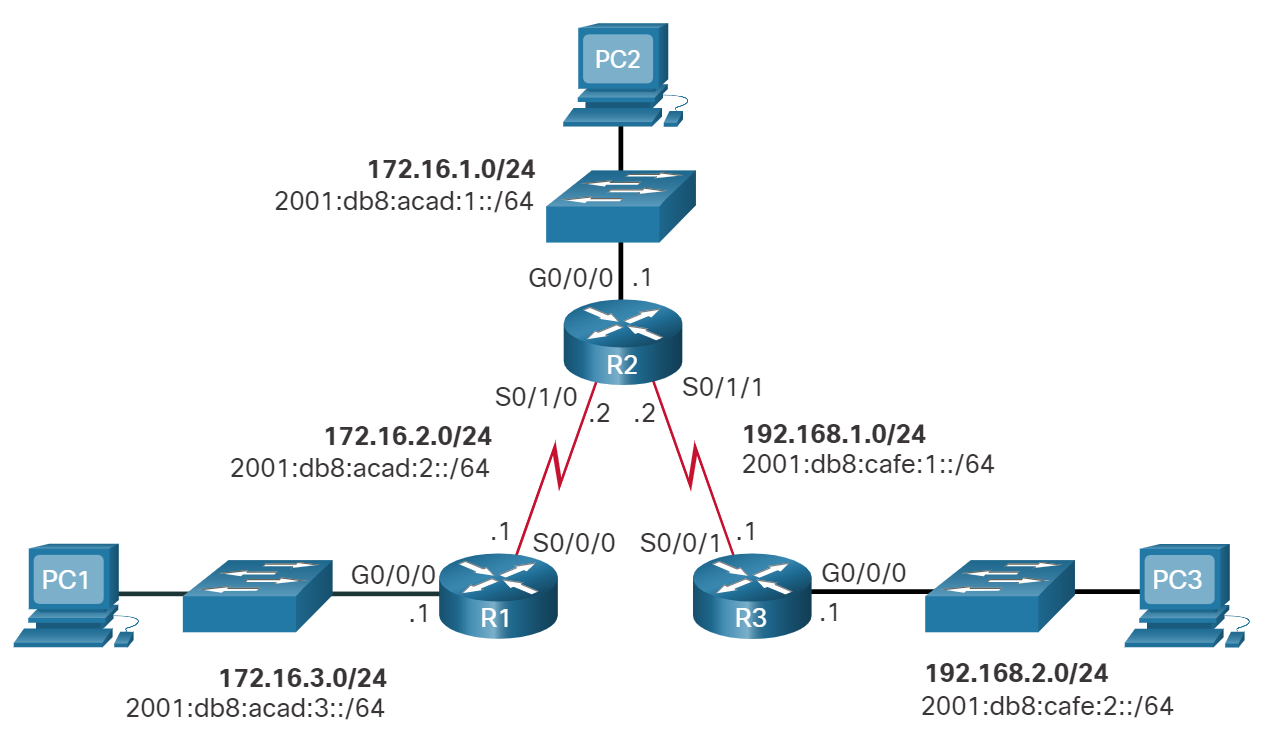 PC2
172.16.1.0/24
2001:db8:acad:1::/64
G0/0/0 .1
R2
S0/1/0 S0/1/1
.2 .2
172.16.2.0/24
2001:db8:acad:2::/64
192.168.1.0/24
2001:db8:cafe:1::/64
.1 S0/0/0
S0/0/1 .1
PC1
G0/0/0
.1
R1
R3
G0/0/0
.1
PC3
172.16.3.0/24
2001:db8:acad:3::/64
192.168.2.0/24
2001:db8:cafe:2::/64